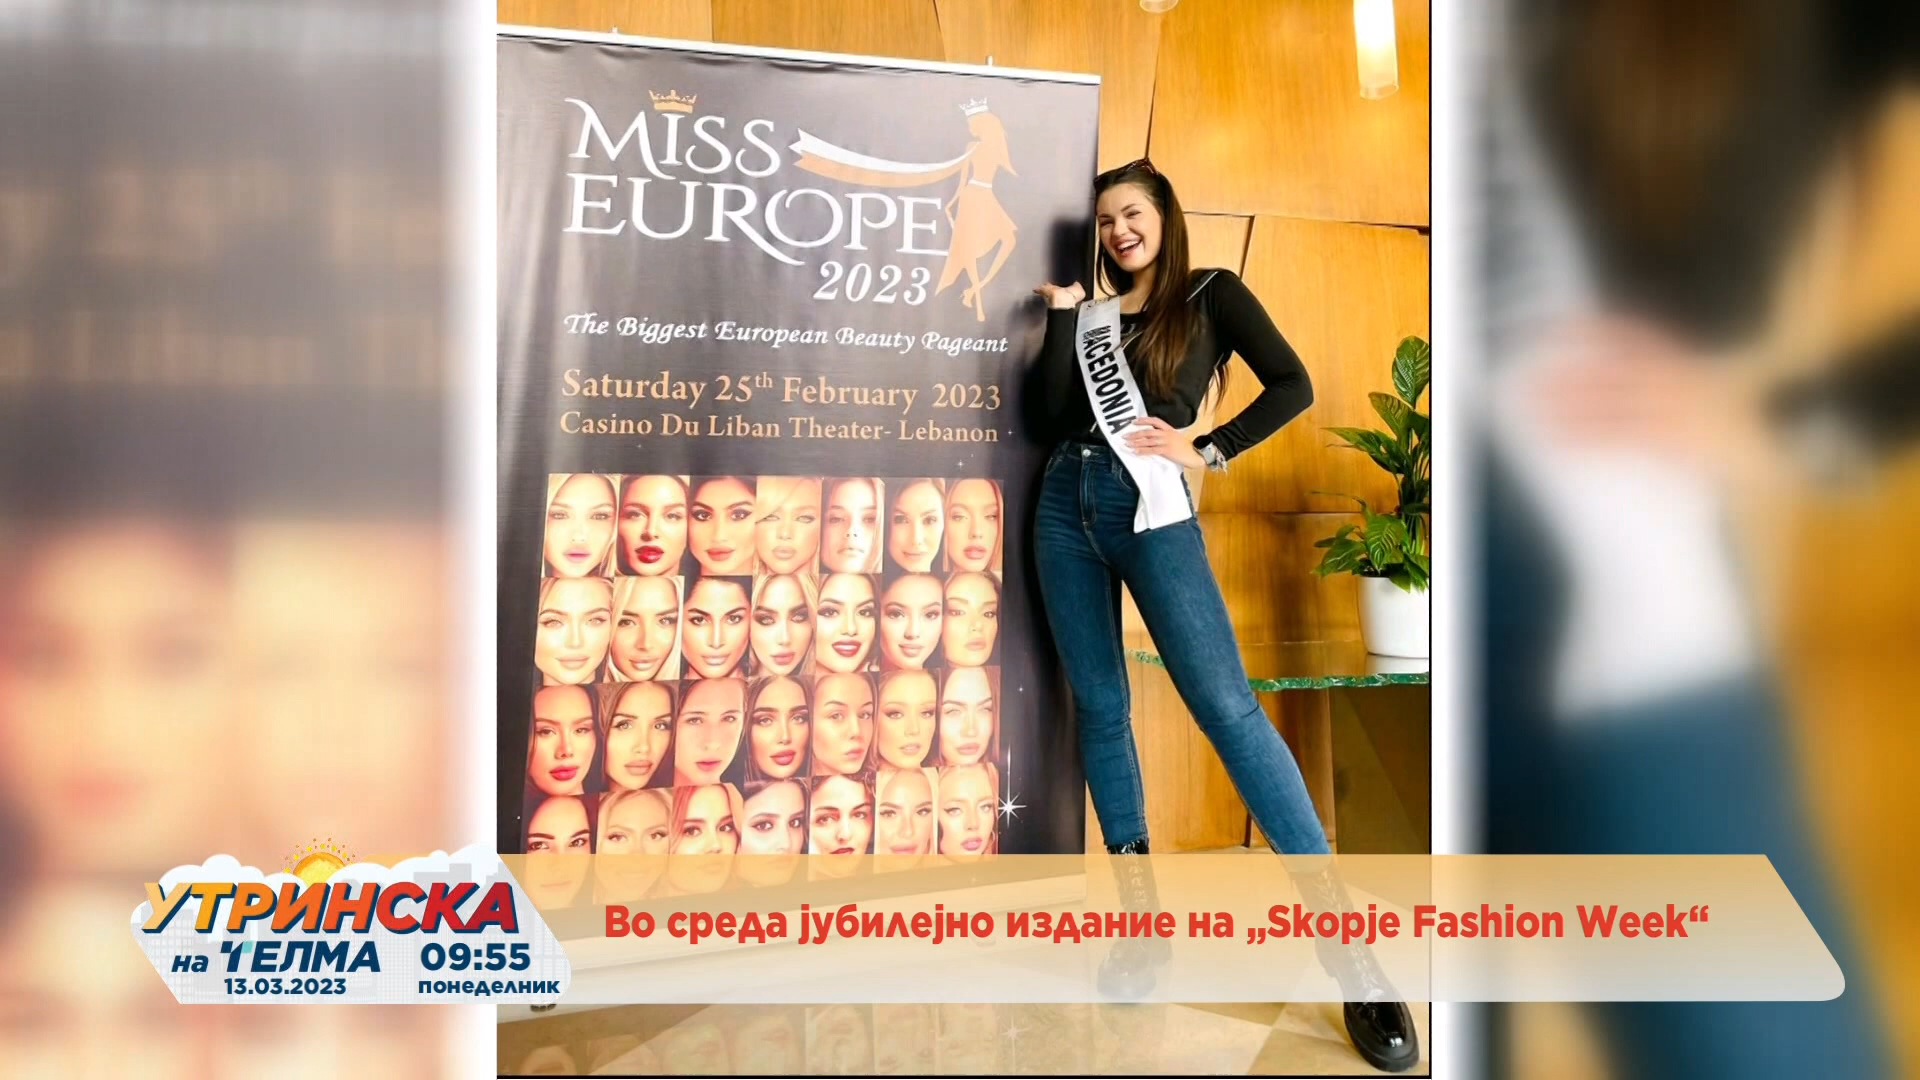 MISS
EUROPE
2023
The Biggest European Beauty Pageant
Saturday 25th February 2023
Casino Du Liban Theater- Lebanon
MACEDONIA
УТРИНСКА
на ТЕЛМА
09:55
13.03.2023
понеделник
Во среда јубилејно издание на „Skopje Fashion Week“